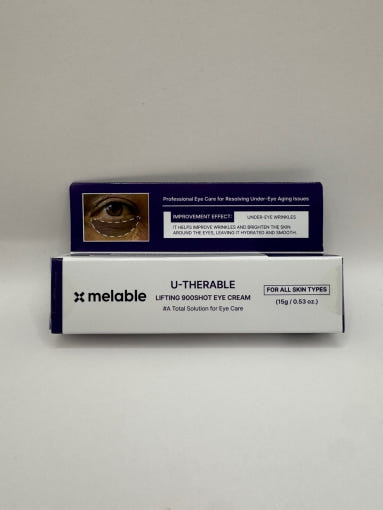 Professional Eye Care for Resolving Under-Eye Aging Issues
IMPROVEMENT EFFECT: UNDER-EYE WRINKLES
IT HELPS IMPROVE WRINKLES AND BRIGHTEN THE SKIN
AROUND THE EYES, LEAVING IT HYDRATED AND SMOOTH.
melable
U-THERABLE
LIFTING 900SHOT EYE CREAM
#A Total Solution for Eye Care
FOR ALL SKIN TYPES
(15g / 0.53 oz.)